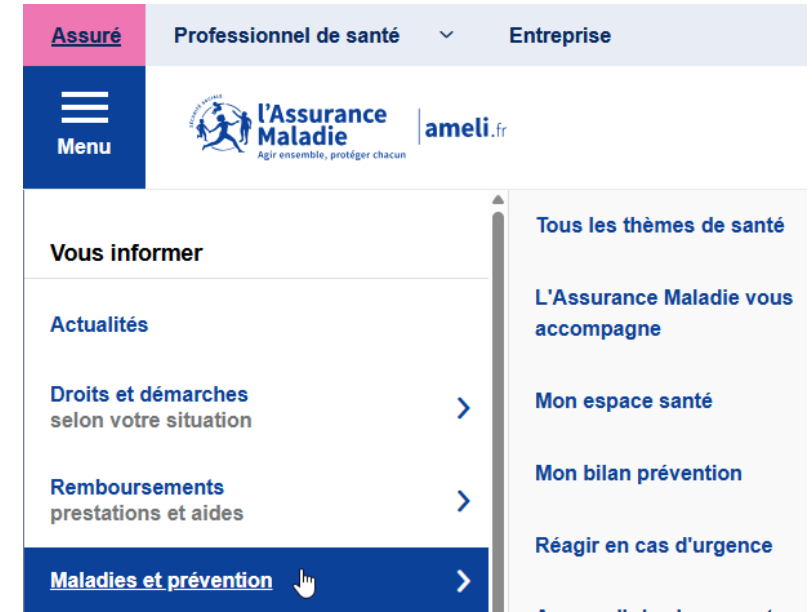 Assuré
Professionnel de santé
Entreprise
Menu
SÉCURITÉ SOCIALE
l'Assurance
Maladie
Agir ensemble, protéger chacun
ameli.fr
Vous informer
Actualités
Droits et démarches
selon votre situation
Remboursements
prestations et aides
Maladies et prévention
Tous les thèmes de santé
L'Assurance Maladie vous
accompagne
Mon espace santé
Mon bilan prévention
Réagir en cas d'urgence